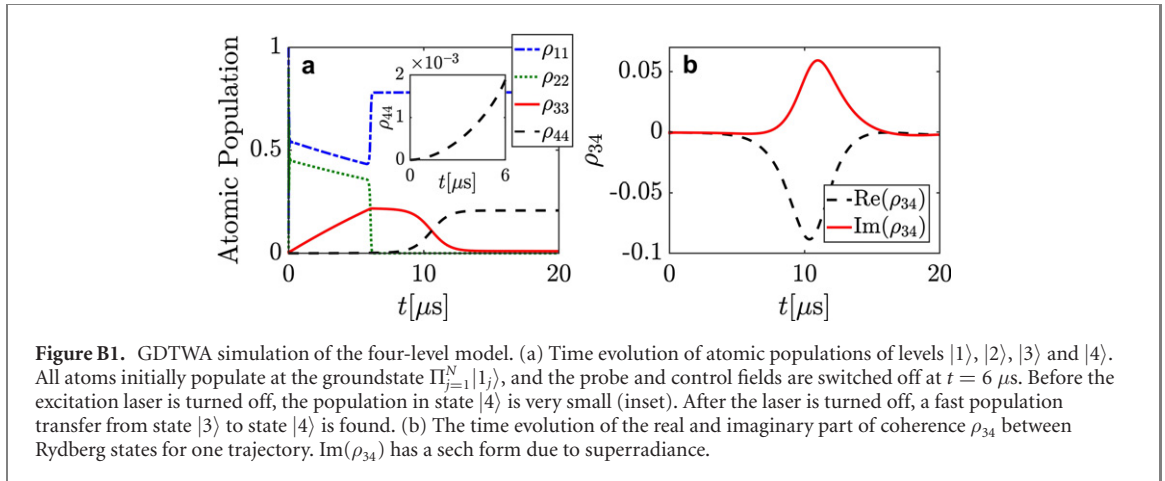 a
Atomic Population
1
0.5
0
0
10
20
t[μs]
×10⁻³
2
1
0
ρ₄₄
0
6
t[μs]
ρ₁₁
ρ₂₂
ρ₃₃
ρ₄₄
b
ρ₃₄
0.05
0
-0.05
-0.1
0
10
20
t[μs]
Re(ρ₃₄)
Im(ρ₃₄)
Figure B1. GDTWA simulation of the four-level model. (a) Time evolution of atomic populations of levels |1⟩, |2⟩, |3⟩ and |4⟩.
All atoms initially populate at the groundstate Πᴺⱼ₌₁|1ⱼ⟩, and the probe and control fields are switched off at t = 6 μs. Before the
excitation laser is turned off, the population in state |4⟩ is very small (inset). After the laser is turned off, a fast population
transfer from state |3⟩ to state |4⟩ is found. (b) The time evolution of the real and imaginary part of coherence ρ₃₄ between
Rydberg states for one trajectory. Im(ρ₃₄) has a sech form due to superradiance.